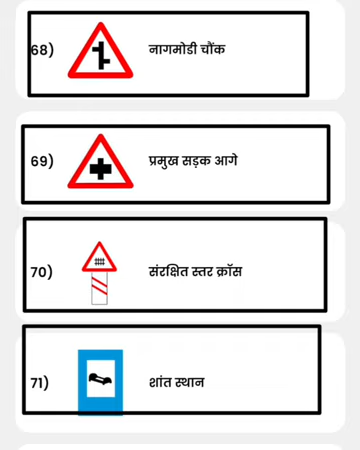 68) नागमोडी चौंक
69) प्रमुख सड़क आगे
70) संरक्षित स्तर क्रॉस
71) शांत स्थान